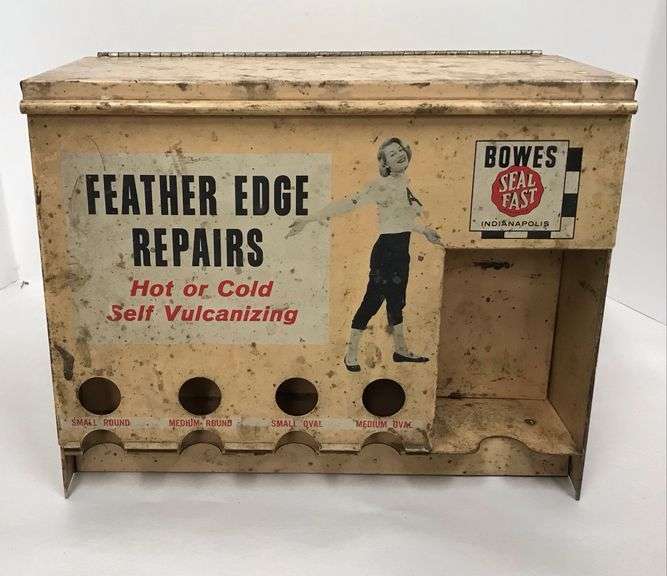 FEATHER EDGE
REPAIRS
Hot or Cold
Self Vulcanizing
A
BOWES
SEAL
FAST
INDIANAPOLIS
SMALL ROUND MEDIUM ROUND SMALL OVAL MEDIUM OVAL